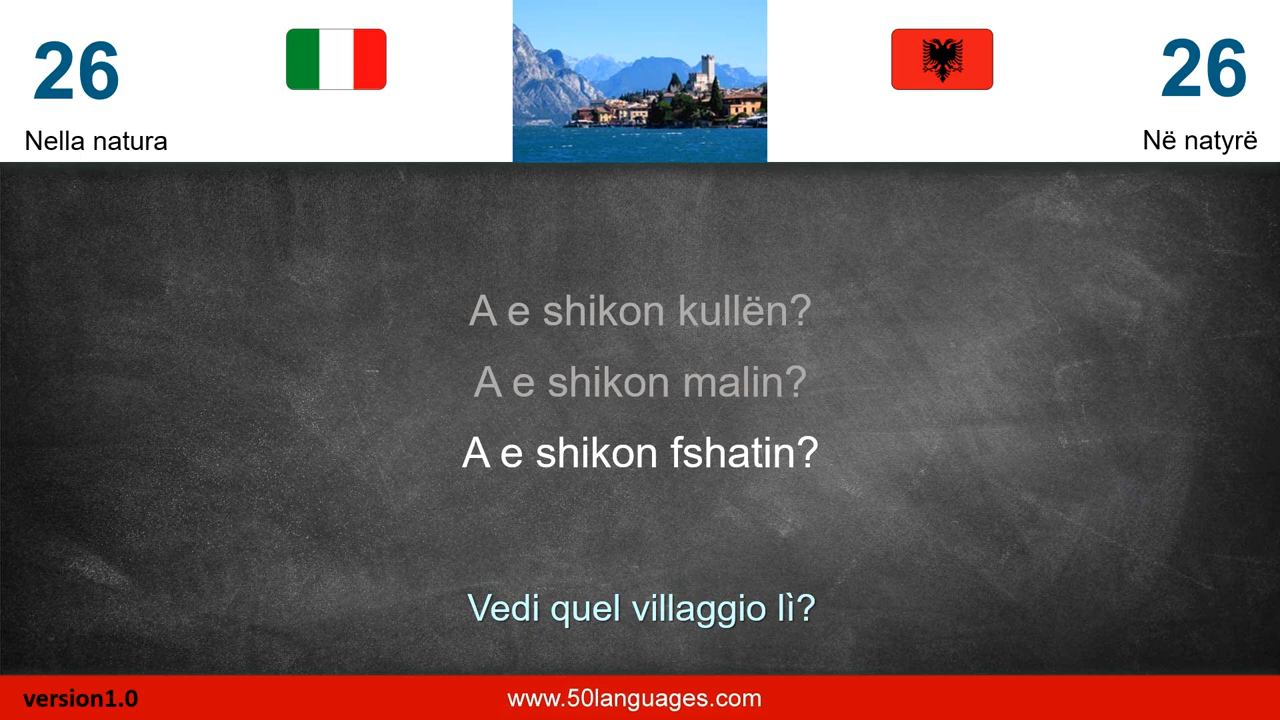 26
26
Nella natura
Në natyrë
A e shikon kullën?
A e shikon malin?
A e shikon fshatin?
Vedi quel villaggio lì?
version1.0
www.50languages.com